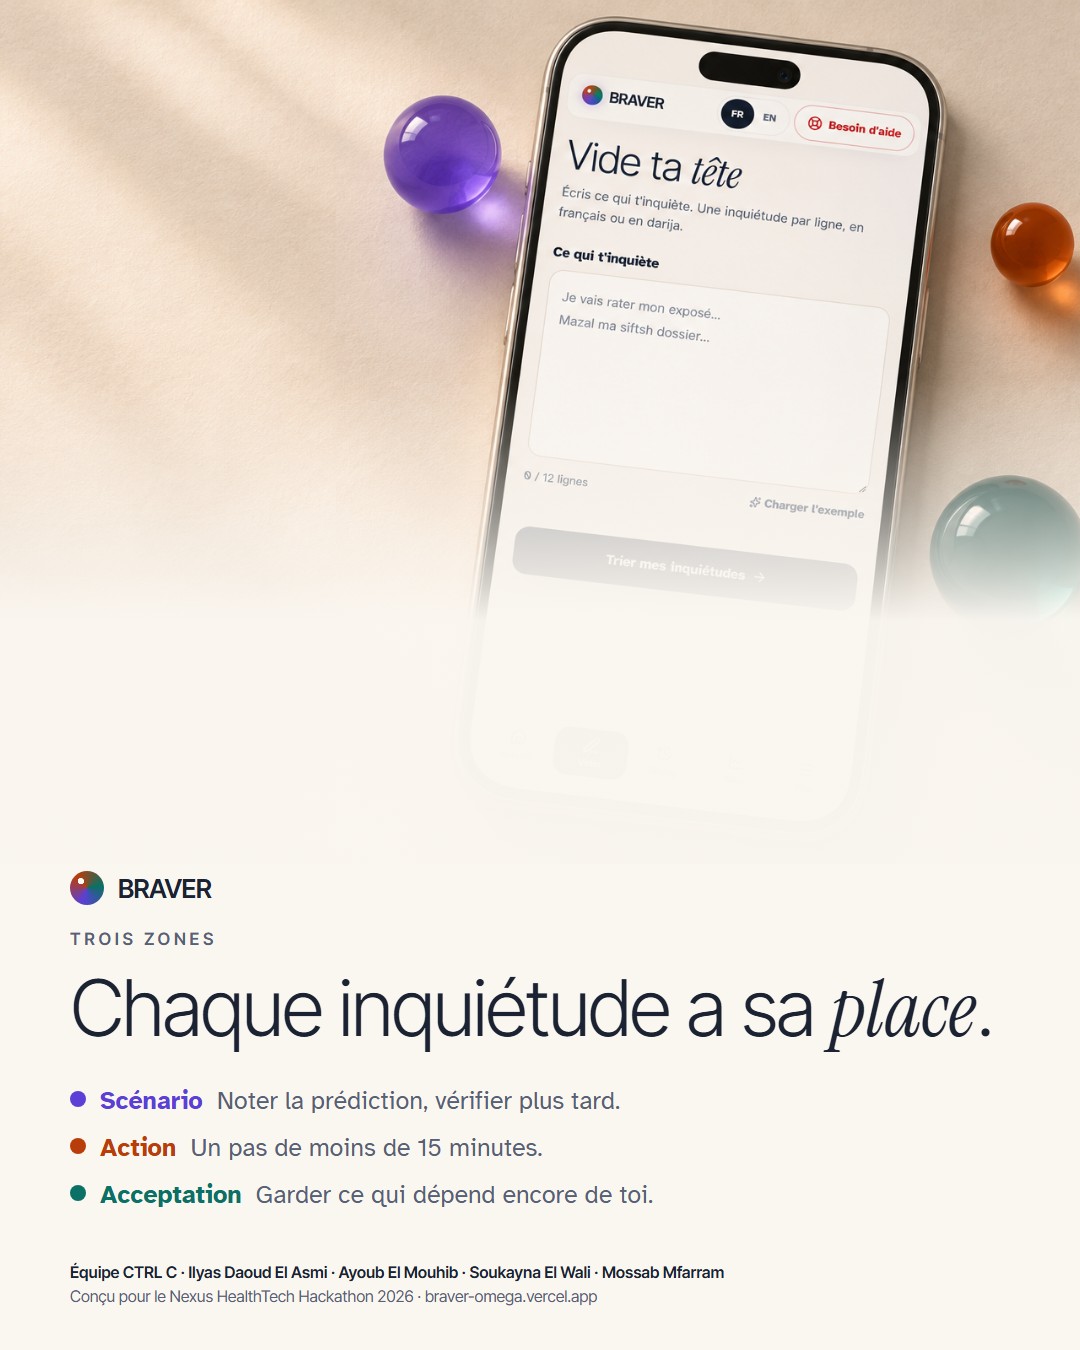 BRAVER
FR EN
Besoin d'aide
Vide ta tête
Écris ce qui t'inquiète. Une inquiétude par ligne, en
français ou en darija.
Ce qui t'inquiète
Je vais rater mon exposé...
Mazal ma siftsh dossier...
0 / 12 lignes
Charger l'exemple
Trier mes inquiétudes →
BRAVER
TROIS ZONES
Chaque inquiétude a sa place.
Scénario Noter la prédiction, vérifier plus tard.
Action Un pas de moins de 15 minutes.
Acceptation Garder ce qui dépend encore de toi.
Équipe CTRL C · Ilyas Daoud El Asmi · Ayoub El Mouhib · Soukayna El Wali · Mossab Mfarram
Conçu pour le Nexus HealthTech Hackathon 2026 · braver-omega.vercel.app